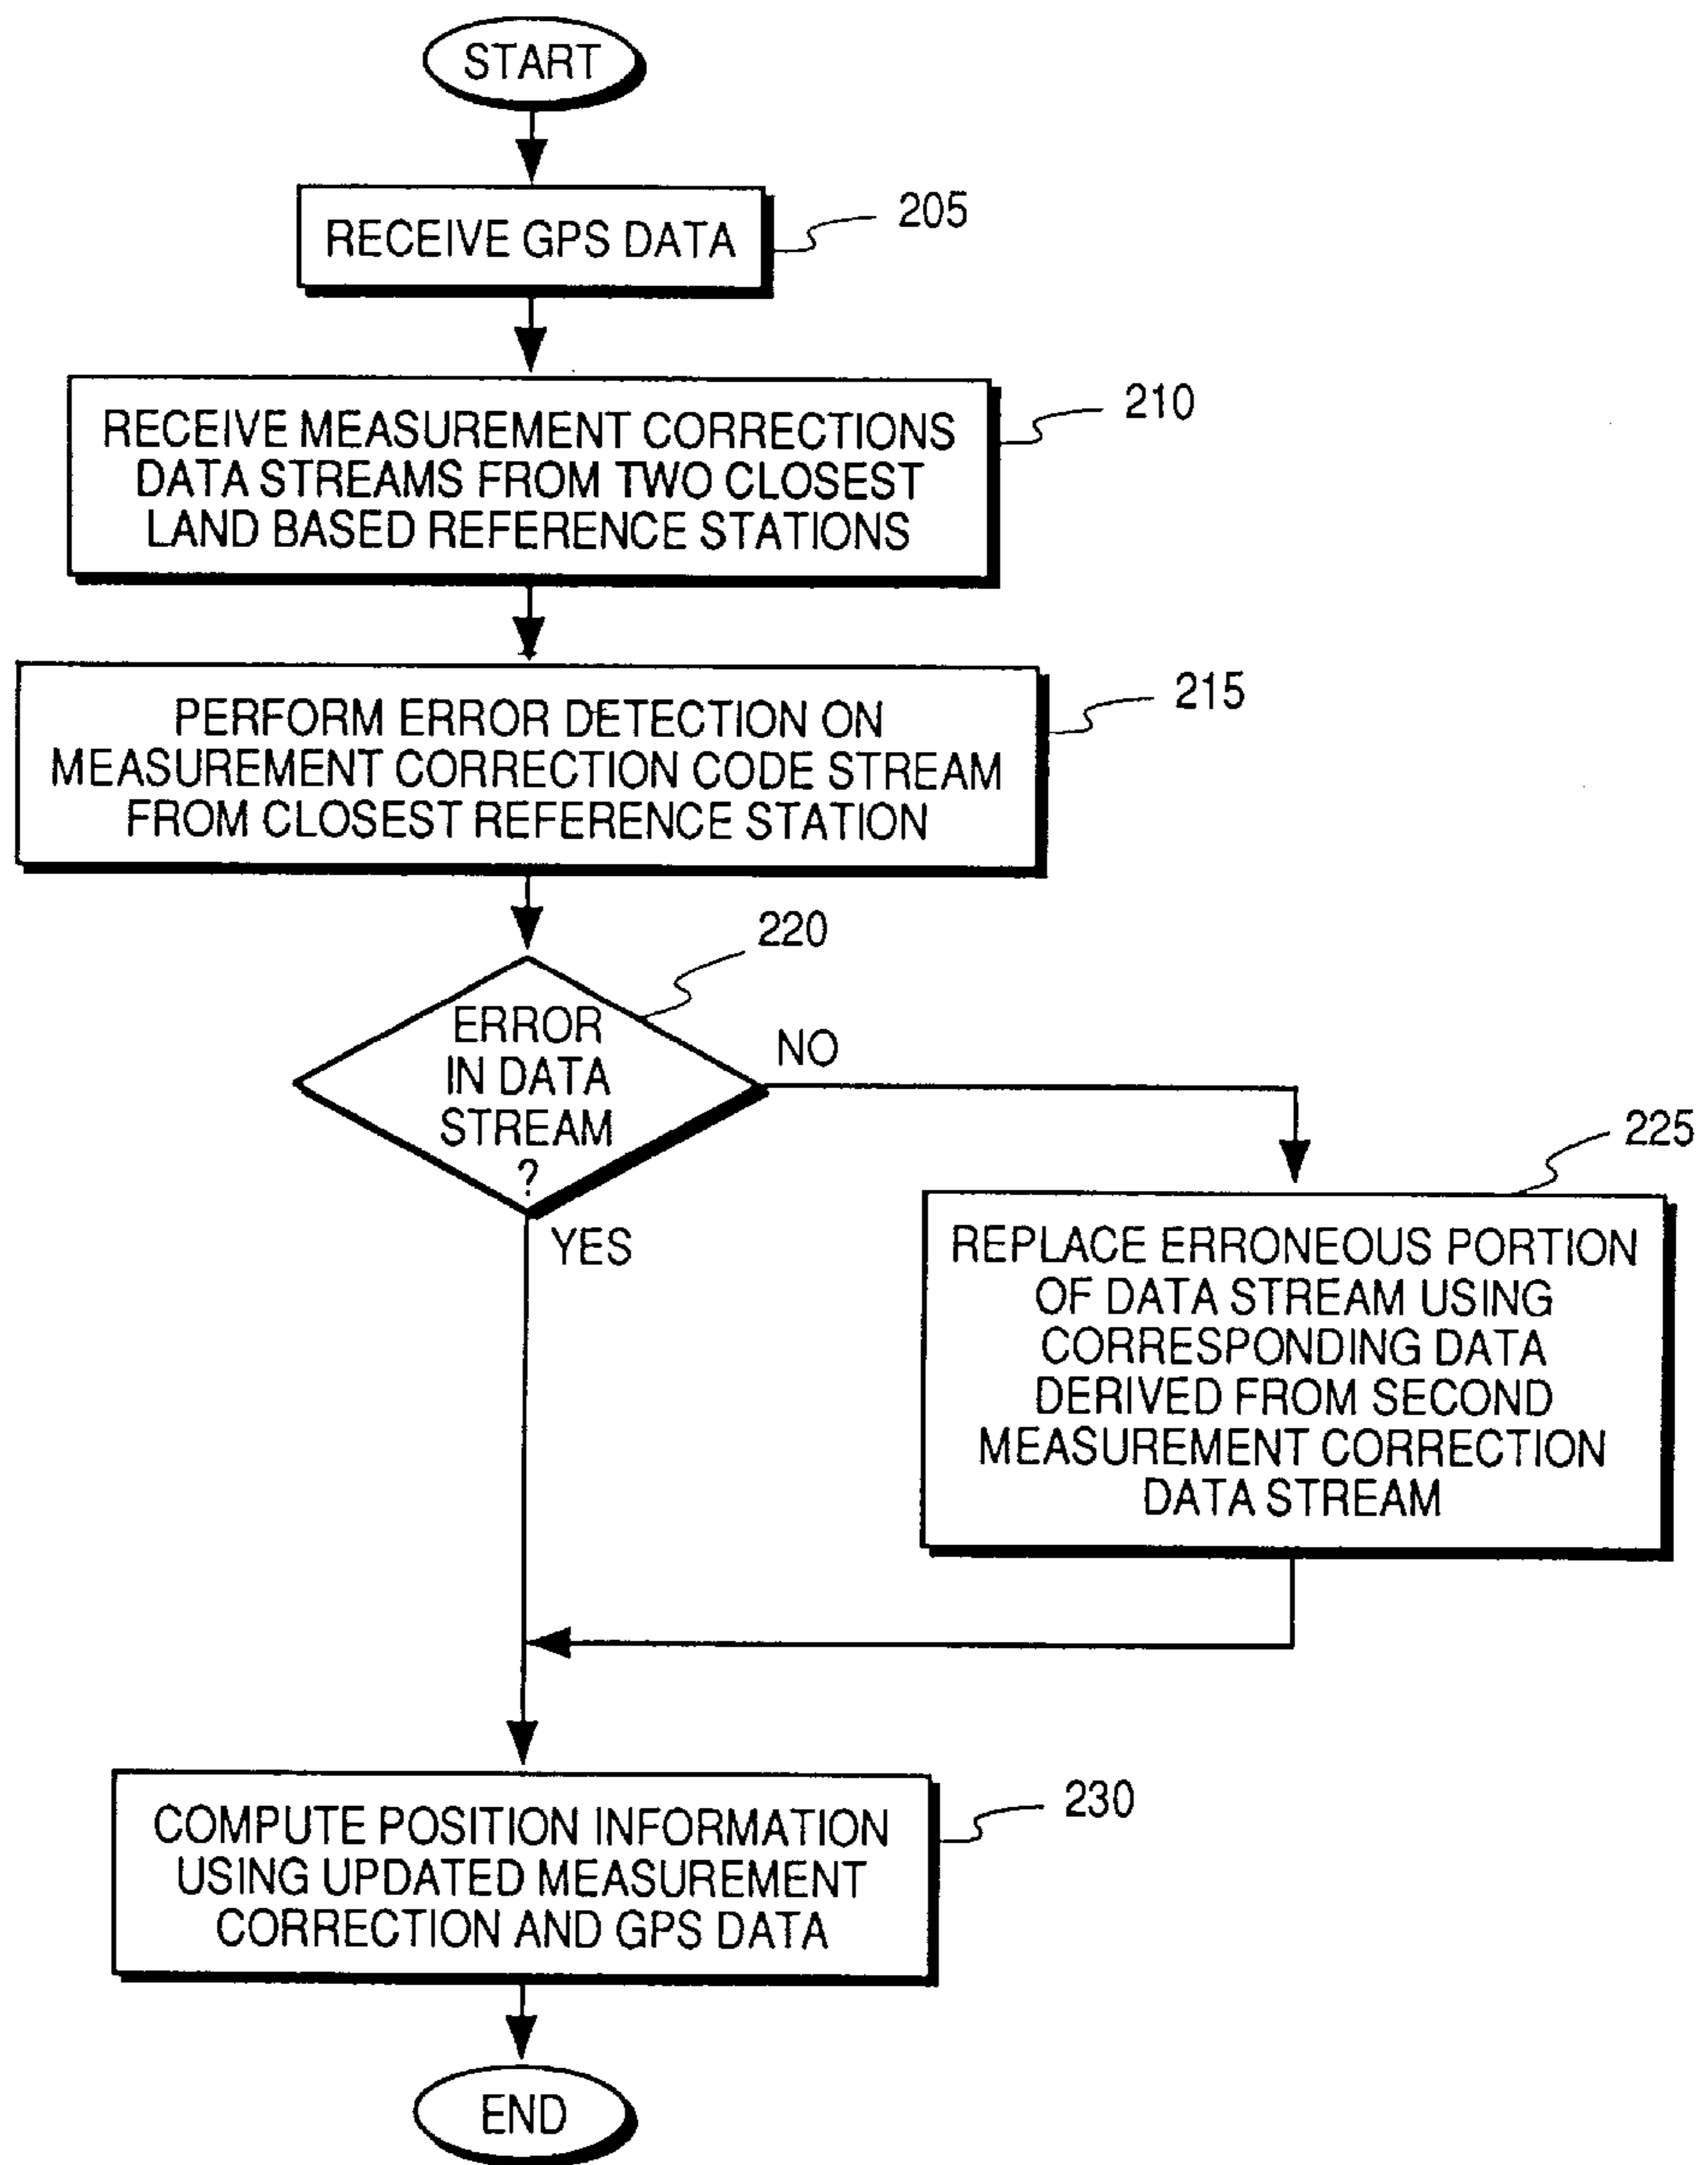 START
RECEIVE GPS DATA
205
RECEIVE MEASUREMENT CORRECTIONS
DATA STREAMS FROM TWO CLOSEST
LAND BASED REFERENCE STATIONS
210
PERFORM ERROR DETECTION ON
MEASUREMENT CORRECTION CODE STREAM
FROM CLOSEST REFERENCE STATION
215
220
ERROR
IN DATA
STREAM
?
NO
YES
225
REPLACE ERRONEOUS PORTION
OF DATA STREAM USING
CORRESPONDING DATA
DERIVED FROM SECOND
MEASUREMENT CORRECTION
DATA STREAM
COMPUTE POSITION INFORMATION
USING UPDATED MEASUREMENT
CORRECTION AND GPS DATA
230
END